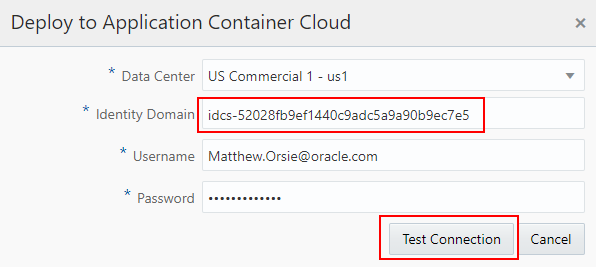 Deploy to Application Container Cloud ×
* Data Center US Commercial 1 - us1
* Identity Domain idcs-52028fb9ef1440c9adc5a9a90b9ec7e5
* Username Matthew.Orsie@oracle.com
* Password •••••••••••••
Test Connection Cancel